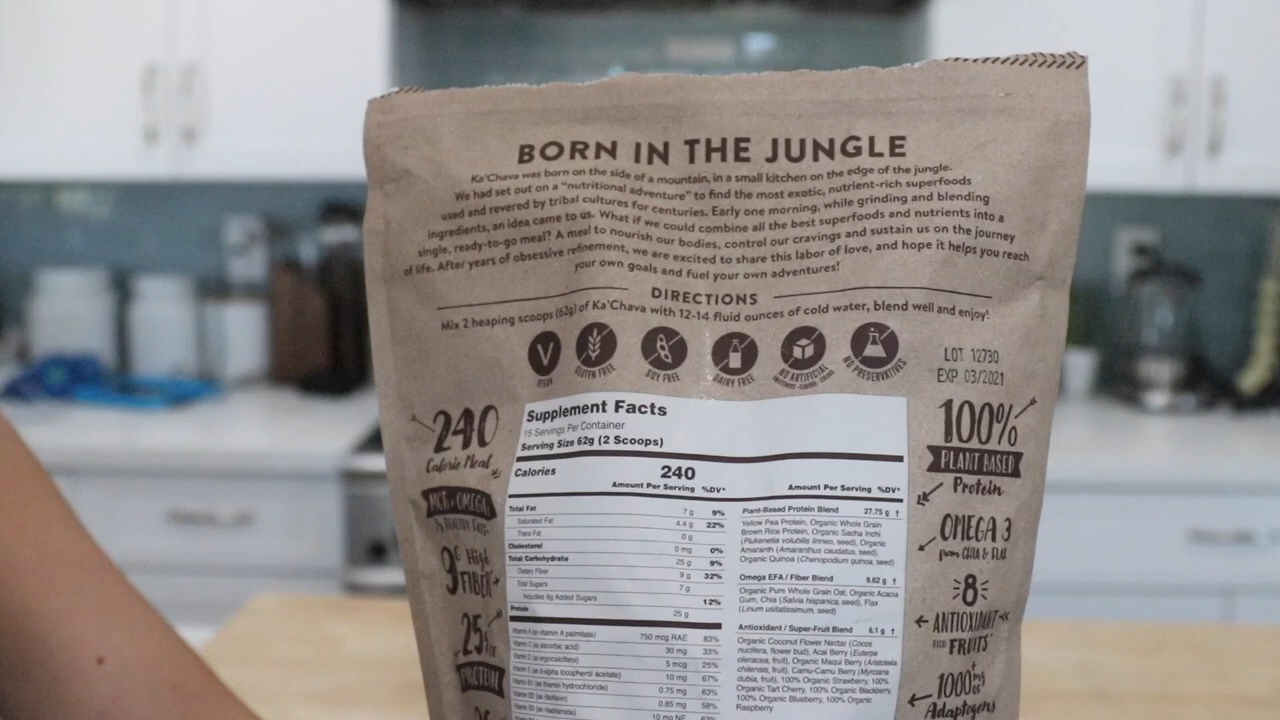 BORN IN THE JUNGLE
Ka'Chava was born on the side of a mountain, in a small kitchen on the edge of the jungle.
We had set out on a "nutritional adventure" to find the most exotic, nutrient-rich superfoods
used and revered by tribal cultures for centuries. Early one morning, while grinding and blending
ingredients, an idea came to us. What if we could combine all the best superfoods and nutrients into a
single, ready-to-go meal? A meal to nourish our bodies, control our cravings and sustain us on the journey
of life. After years of obsessive refinement, we are excited to share this labor of love, and hope it helps you reach
your own goals and fuel your own adventures!
DIRECTIONS
Mix 2 heaping scoops (62g) of Ka'Chava with 12-14 fluid ounces of cold water, blend well and enjoy!
V
VEGAN
GLUTEN FREE
SOY FREE
DAIRY FREE
NO ARTIFICIAL
NO PRESERVATIVES
LOT 12730
EXP 03/2021
240
Calorie Meal
MCTs, OMEGAS
& HEALTHY FATS
9G High
FIBER
25g of
PROTEIN
Supplement Facts
15 Servings Per Container
Serving Size 62g (2 Scoops)
Calories 240
Amount Per Serving %DV*
Total Fat 7 g 9%
Saturated Fat 4.4 g 22%
Trans Fat 0 g
Cholesterol 0 mg 0%
Total Carbohydrate 25 g 9%
Dietary Fiber 9 g 32%
Total Sugars 7 g
Includes 6g Added Sugars 12%
Protein 25 g
Vitamin A (as vitamin A palmitate) 750 mcg RAE 83%
Vitamin C (as ascorbic acid) 30 mg 33%
Vitamin D (as ergocalciferol) 5 mcg 25%
Vitamin E (as d-alpha tocopherol acetate) 10 mg 67%
Vitamin B1 (as thiamin hydrochloride) 0.75 mg 63%
Vitamin B2 (as riboflavin) 0.85 mg 58%
Vitamin B3 (as niacinamide) 10 mg NE 63%
Amount Per Serving %DV*
Plant-Based Protein Blend 27.75 g †
Yellow Pea Protein, Organic Whole Grain
Brown Rice Protein, Organic Sacha Inchi
(Plukenetia volubilis linneo, seed), Organic
Amaranth (Amaranthus caudatus, seed),
Organic Quinoa (Chenopodium quinoa, seed)
Omega EFA / Fiber Blend 9.62 g †
Organic Pure Whole Grain Oat, Organic Acacia
Gum, Chia (Salvia hispanica, seed), Flax
(Linum usitatissimum, seed)
Antioxidant / Super-Fruit Blend 6.1 g †
Organic Coconut Flower Nectar (Cocos
nucifera, flower bud), Acai Berry (Euterpe
oleracea, fruit), Organic Maqui Berry (Aristotelia
chilensis, fruit), Camu-Camu Berry (Myrciaria
dubia, fruit), 100% Organic Strawberry, 100%
Organic Tart Cherry, 100% Organic Blackberry,
100% Organic Blueberry, 100% Organic
Raspberry
100%
PLANT BASED
Protein
OMEGA 3
from CHIA & FLAX
8
ANTIOXIDANT
RICH FRUITS
1000+ mg of
Adaptogens